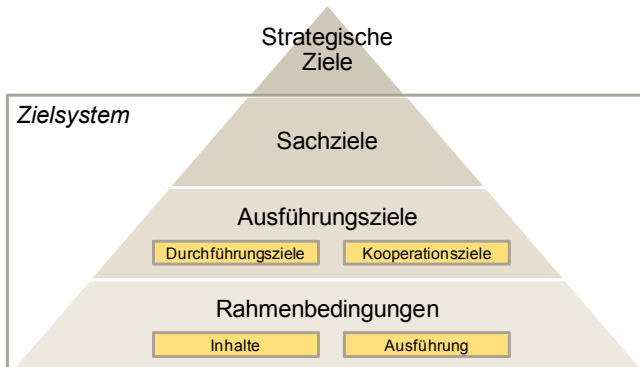 Strategische
Ziele
Zielsystem
Sachziele
Ausführungsziele
Durchführungsziele Kooperationsziele
Rahmenbedingungen
Inhalte Ausführung